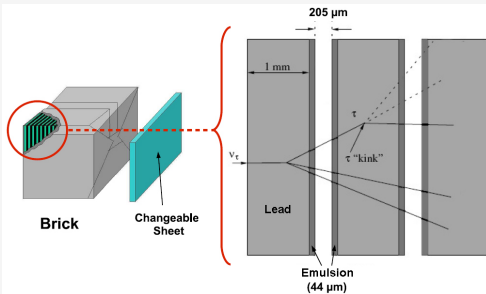 205 μm
1 mm
τ
τ "kink"
ντ
Lead
Changeable
Sheet
Brick
Emulsion
(44 μm)